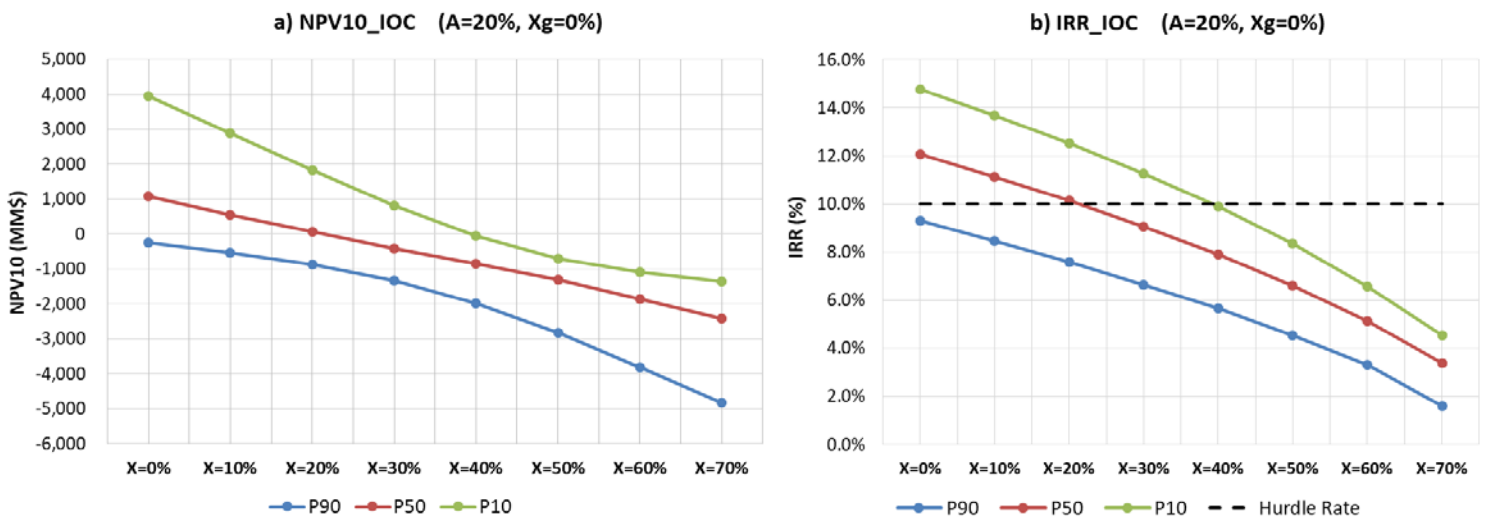 a) NPV10_IOC (A=20%, Xg=0%)
5,000
4,000
3,000
2,000
1,000
0
-1,000
-2,000
-3,000
-4,000
-5,000
-6,000
NPV10 (MM$)
X=0% X=10% X=20% X=30% X=40% X=50% X=60% X=70%
P90 P50 P10
b) IRR_IOC (A=20%, Xg=0%)
16.0%
14.0%
12.0%
10.0%
8.0%
6.0%
4.0%
2.0%
0.0%
IRR (%)
X=0% X=10% X=20% X=30% X=40% X=50% X=60% X=70%
P90 P50 P10 Hurdle Rate